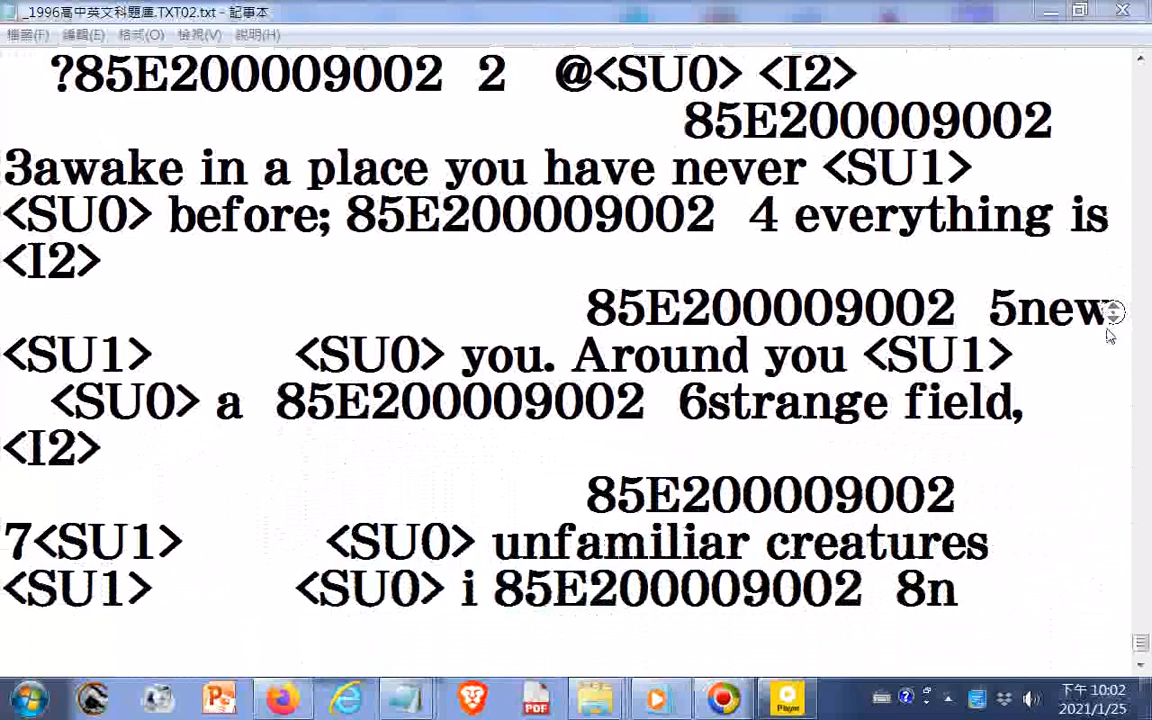 _1996高中英文科題庫.TXT02.txt - 記事本
檔案(F) 編輯(E) 格式(O) 檢視(V) 說明(H)
?85E200009002 2 @<SU0> <I2>
85E200009002
3awake in a place you have never <SU1>
<SU0> before; 85E200009002 4 everything is
<I2>
85E200009002 5new
<SU1> <SU0> you. Around you <SU1>
<SU0> a 85E200009002 6strange field,
<I2>
85E200009002
7<SU1> <SU0> unfamiliar creatures
<SU1> <SU0> i 85E200009002 8n
PDF
Player
下午 10:02
2021/1/25